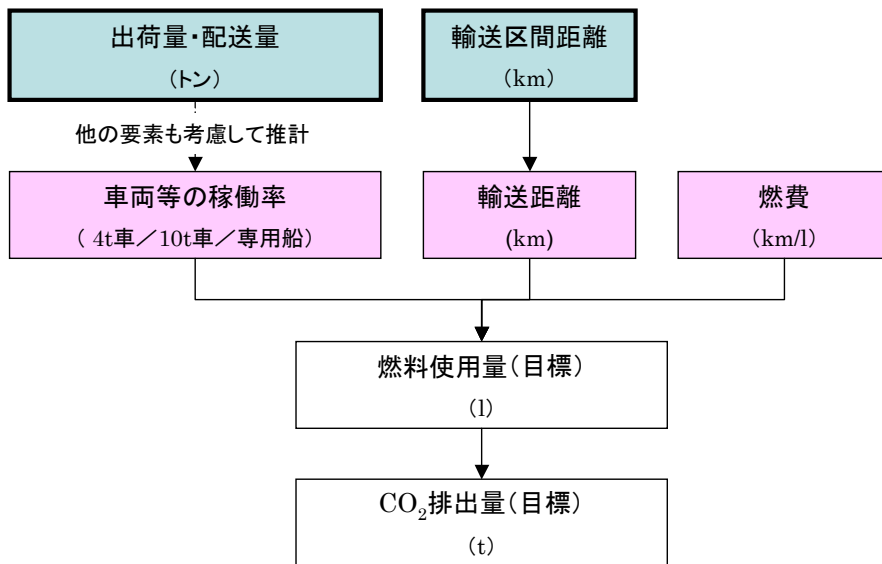 出荷量・配送量
（トン）
輸送区間距離
（km）
他の要素も考慮して推計
車両等の稼働率
（ 4t車／10t車／専用船）
輸送距離
(km)
燃費
（km/l）
燃料使用量（目標）
（l）
CO₂排出量（目標）
（t）